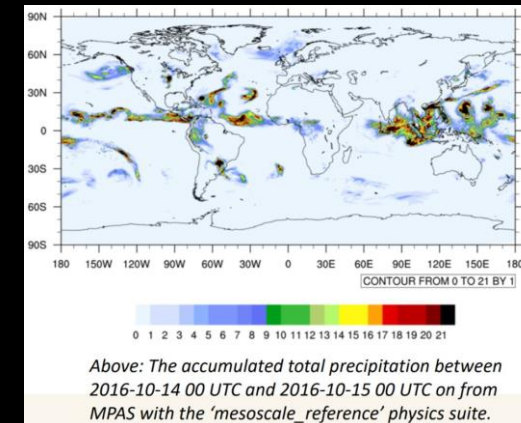 90N
60N
30N
0
30S
60S
90S
180 150W 120W 90W 60W 30W 0 30E 60E 90E 120E 150E 180
CONTOUR FROM 0 TO 21 BY 1
0 1 2 3 4 5 6 7 8 9 10 11 12 13 14 15 16 17 18 19 20 21
Above: The accumulated total precipitation between
2016-10-14 00 UTC and 2016-10-15 00 UTC on from
MPAS with the ‘mesoscale_reference’ physics suite.